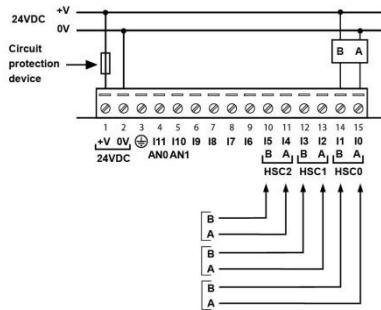 24VDC
+V
0V
Circuit
protection
device
B A
1 2 3 4 5 6 7 8 9 10 11 12 13 14 15
+V 0V I11 I10 I9 I8 I7 I6 I5 I4 I3 I2 I1 I0
24VDC AN0 AN1 B A B A B A
HSC2 HSC1 HSC0
B
A
B
A
B
A